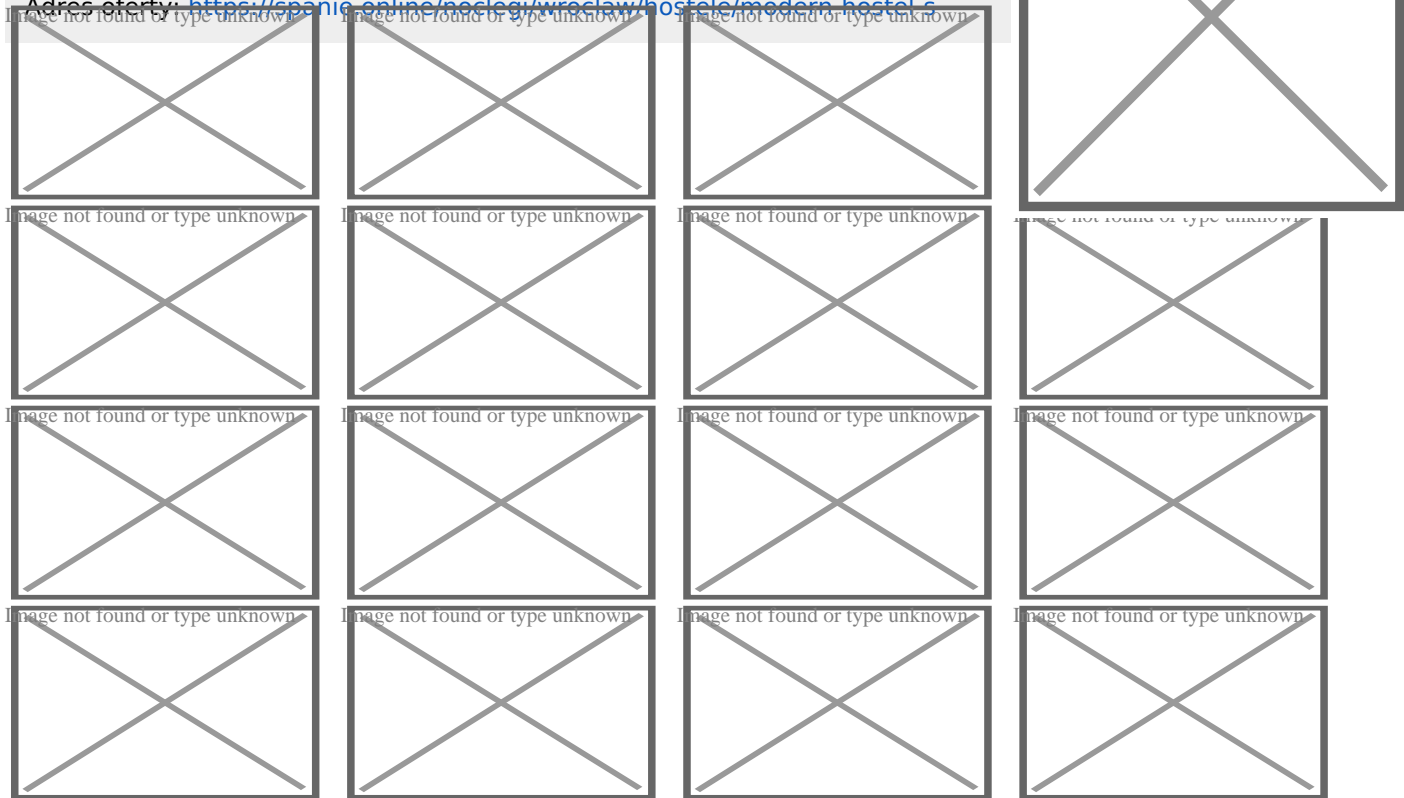 Adres oferty: https://spanie.online/noclegi/wroclaw/hostele/modern-hostel-s
Image not found or type unknown Image not found or type unknown Image not found or type unknown
Image not found or type unknown Image not found or type unknown Image not found or type unknown Image not found or type unknown
Image not found or type unknown Image not found or type unknown Image not found or type unknown Image not found or type unknown
Image not found or type unknown Image not found or type unknown Image not found or type unknown Image not found or type unknown